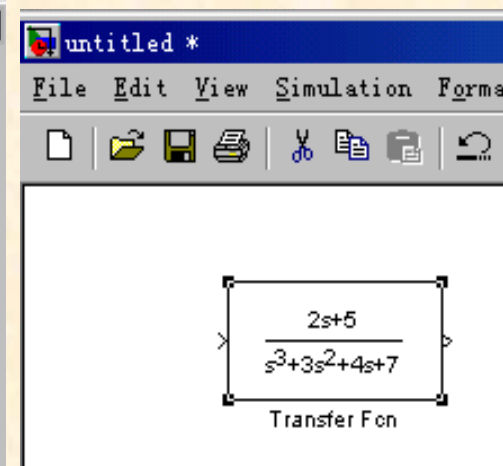 untitled *
File Edit View Simulation Forma
2s+5
s³+3s²+4s+7
Transfer Fcn